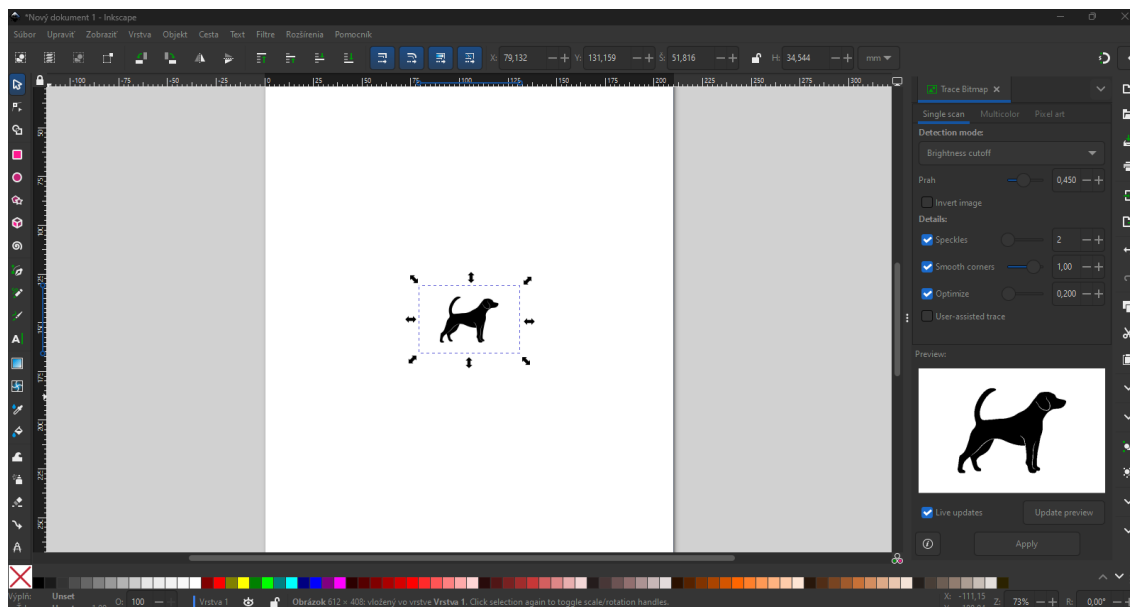 *Nový dokument 1 - Inkscape
Súbor Upraviť Zobraziť Vrstva Objekt Cesta Text Filtre Rozšírenia Pomocník
X: 79,132 Y: 131,159 Š: 51,816 H: 34,544 mm
Trace Bitmap
Single scan Multicolor Pixel art
Detection mode:
Brightness cutoff
Prah 0,450
Invert image
Details:
Speckles 2
Smooth corners 1,00
Optimize 0,200
User-assisted trace
Preview:
Live updates Update preview
Apply
Výplň: Unset O: 100 Vrstva 1 Obrázok 612 × 408: vložený vo vrstve Vrstva 1. Click selection again to toggle scale/rotation handles. X: -111,15 Z: 73% R: 0,00°